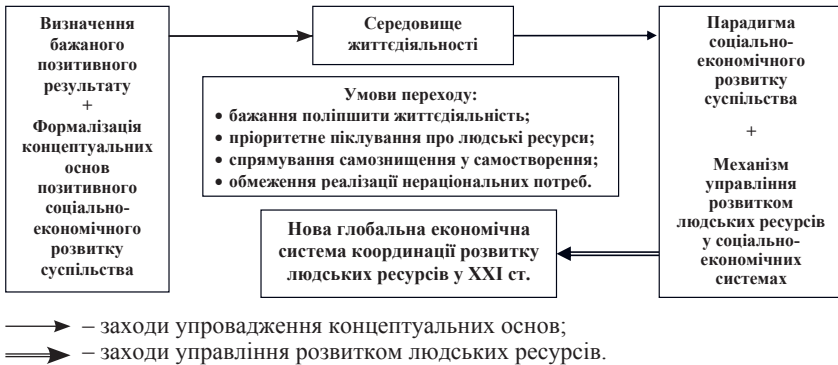 Визначення
бажаного
позитивного
результату
+
Формалізація
концептуальних
основ
позитивного
соціально-
економічного
розвитку
суспільства
Середовище
життєдіяльності
Умови переходу:
• бажання поліпшити життєдіяльність;
• пріоритетне піклування про людські ресурси;
• спрямування самознищення у самостворення;
• обмеження реалізації нераціональних потреб.
Нова глобальна економічна
система координації розвитку
людських ресурсів у XXI ст.
Парадигма
соціально-
економічного
розвитку
суспільства
+
Механізм
управління
розвитком
людських ресурсів
у соціально-
економічних
системах
– заходи упровадження концептуальних основ;
– заходи управління розвитком людських ресурсів.